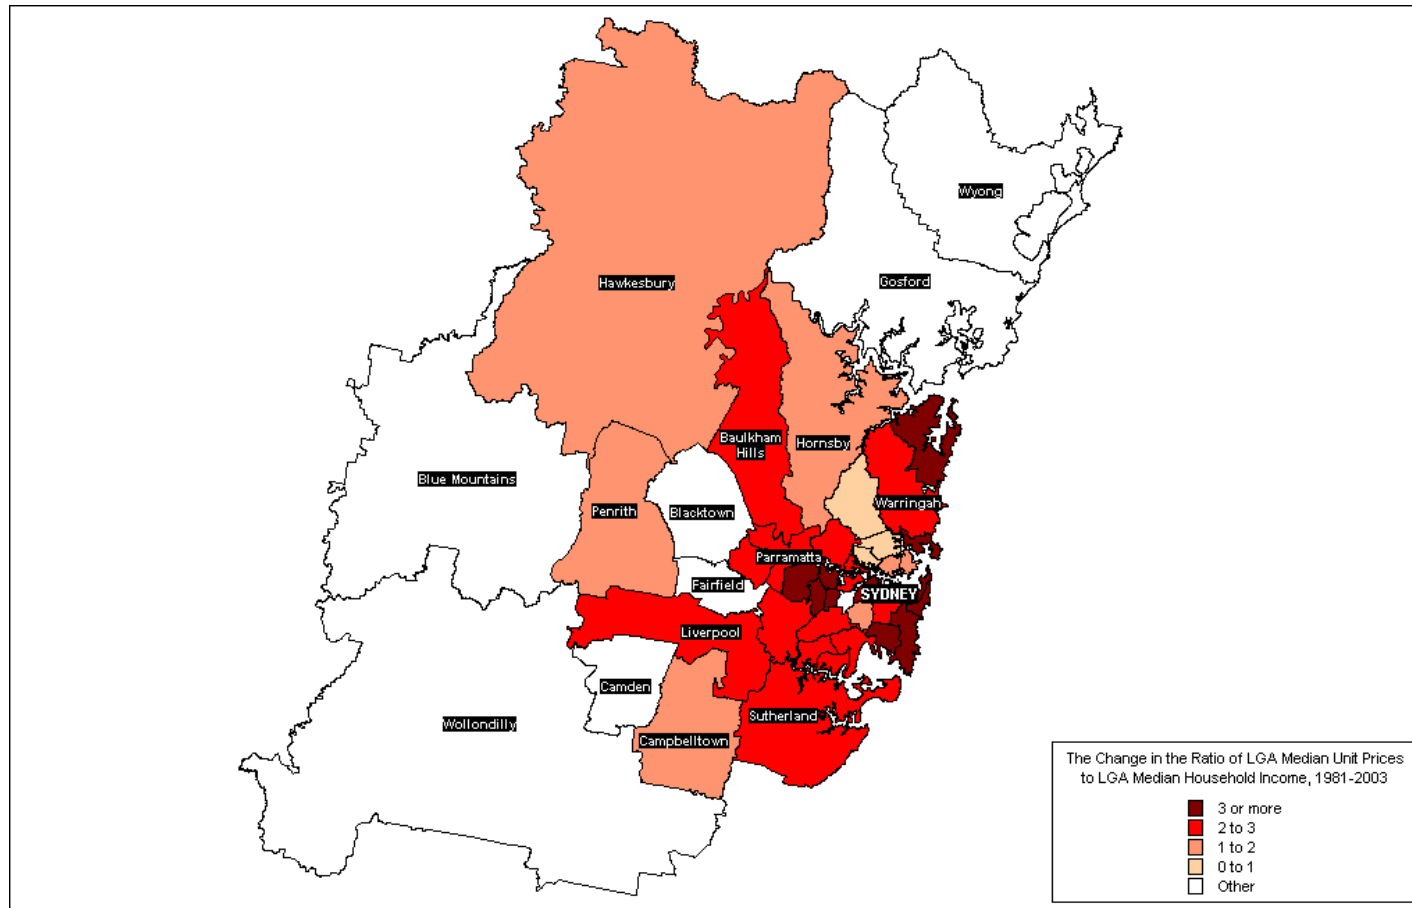 Wyong
Hawkesbury
Gosford
Baulkham
Hills
Hornsby
Blue Mountains
Penrith
Blacktown
Warringah
Parramatta
Fairfield
SYDNEY
Liverpool
Camden
Wollondilly
Sutherland
Campbelltown
The Change in the Ratio of LGA Median Unit Prices
to LGA Median Household Income, 1981-2003
3 or more
2 to 3
1 to 2
0 to 1
Other